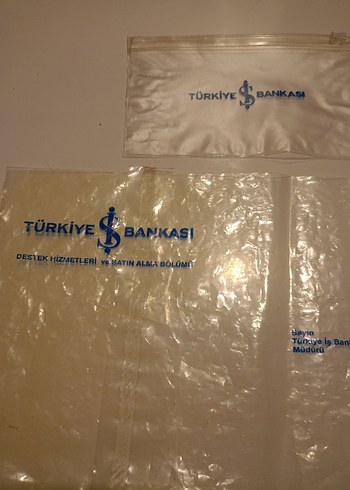 TÜRKİYE İŞ BANKASI
TÜRKİYE İŞ BANKASI
DESTEK HİZMETLERİ ve SATIN ALMA BÖLÜMÜ
Sayın
Türkiye İş Bank
Müdürü